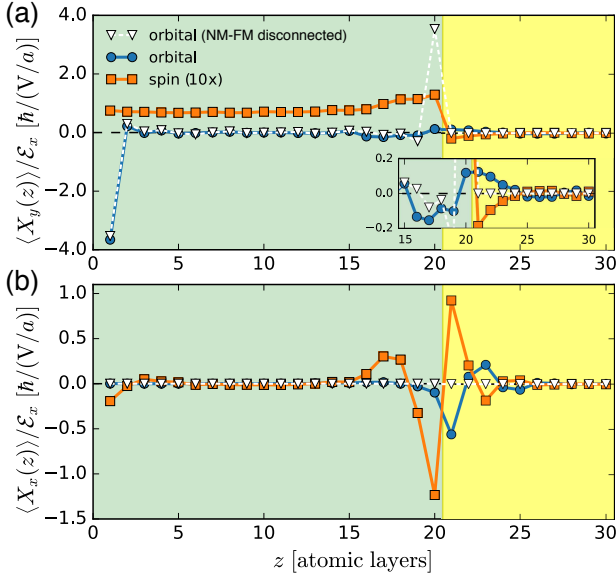 (a)
orbital (NM-FM disconnected)
orbital
spin (10x)
4.0
2.0
0.0
−2.0
−4.0
⟨X_y(z)⟩/ℰ_x [ħ/(V/a)]
0.2
0.0
−0.2
15 20 25 30
0 5 10 15 20 25 30
(b)
1.0
0.5
0.0
−0.5
−1.0
−1.5
⟨X_x(z)⟩/ℰ_x [ħ/(V/a)]
0 5 10 15 20 25 30
z [atomic layers]